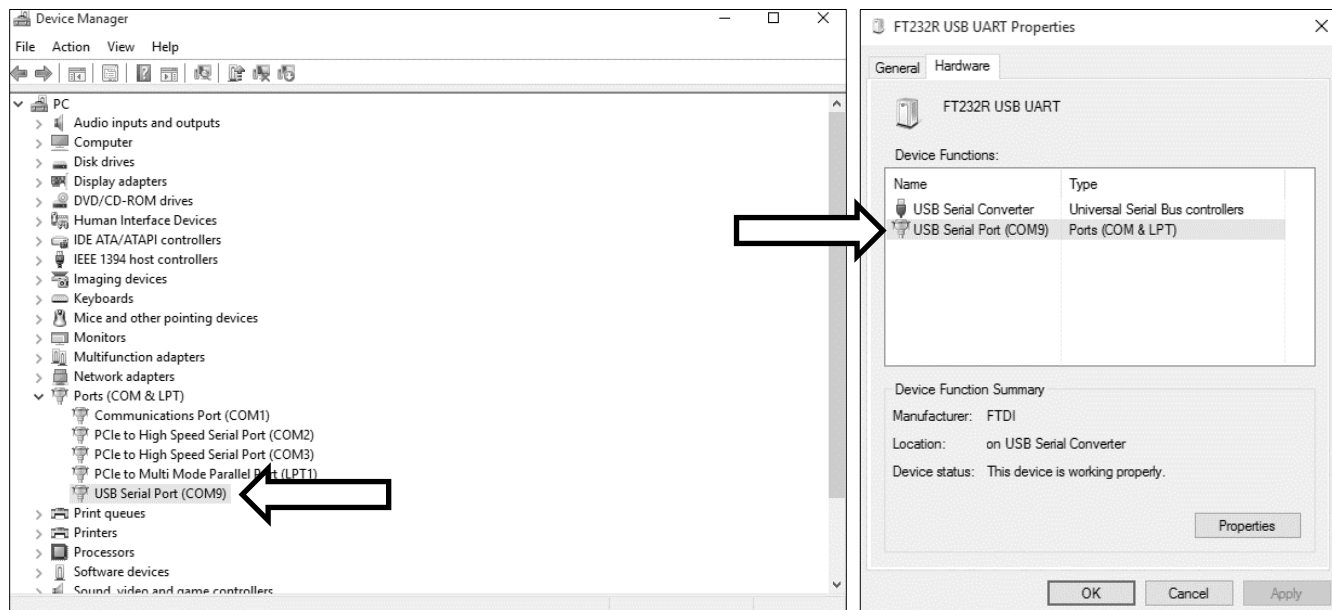 Device Manager
File Action View Help
PC
Audio inputs and outputs
Computer
Disk drives
Display adapters
DVD/CD-ROM drives
Human Interface Devices
IDE ATA/ATAPI controllers
IEEE 1394 host controllers
Imaging devices
Keyboards
Mice and other pointing devices
Monitors
Multifunction adapters
Network adapters
Ports (COM & LPT)
Communications Port (COM1)
PCIe to High Speed Serial Port (COM2)
PCIe to High Speed Serial Port (COM3)
PCIe to Multi Mode Parallel Port (LPT1)
USB Serial Port (COM9)
Print queues
Printers
Processors
Software devices
Sound, video and game controllers
FT232R USB UART Properties
General Hardware
FT232R USB UART
Device Functions:
Name Type
USB Serial Converter Universal Serial Bus controllers
USB Serial Port (COM9) Ports (COM & LPT)
Device Function Summary
Manufacturer: FTDI
Location: on USB Serial Converter
Device status: This device is working properly.
Properties
OK Cancel Apply